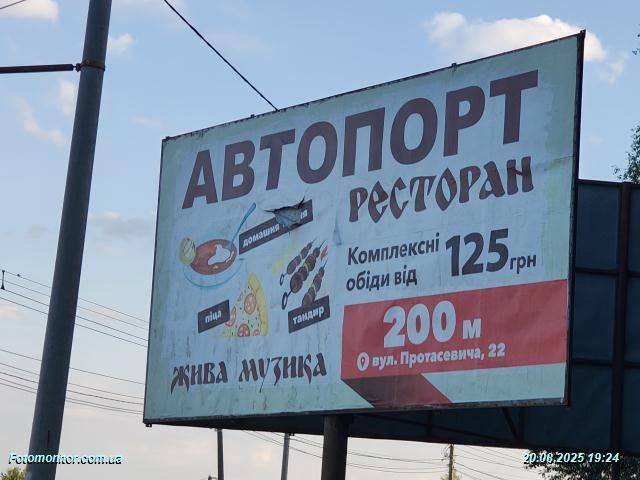 АВТОПОРТ
РЕСТОРАН
домашня
Комплексні
обіди від
125 грн
піца
тандир
200 м
вул. Протасевича, 22
ЖИВА МУЗИКА
Fotomonitor.com.ua
20.08.2025 19:24